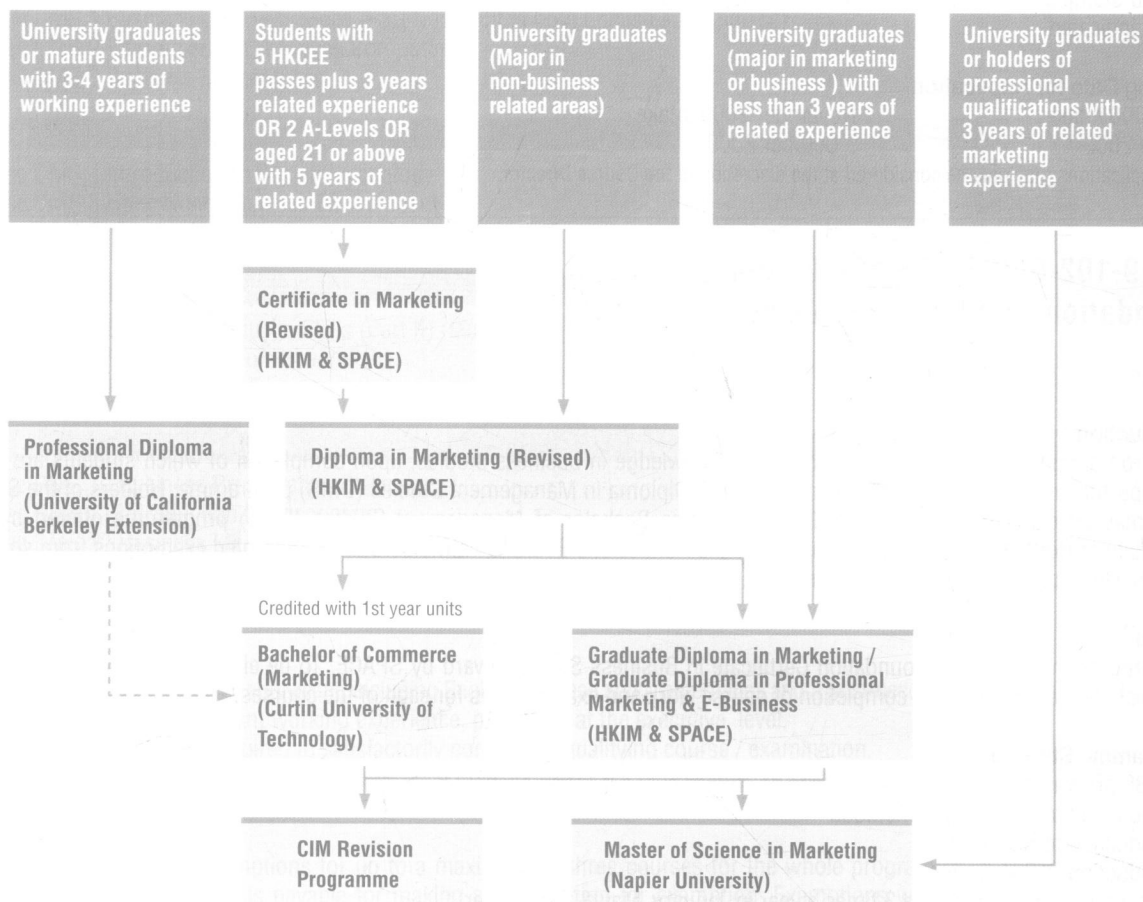 University graduates
or mature students
with 3-4 years of
working experience
Students with
5 HKCEE
passes plus 3 years
related experience
OR 2 A-Levels OR
aged 21 or above
with 5 years of
related experience
University graduates
(Major in
non-business
related areas)
University graduates
(major in marketing
or business ) with
less than 3 years of
related experience
University graduates
or holders of
professional
qualifications with
3 years of related
marketing
experience
Certificate in Marketing
(Revised)
(HKIM & SPACE)
Professional Diploma
in Marketing
(University of California
Berkeley Extension)
Diploma in Marketing (Revised)
(HKIM & SPACE)
Credited with 1st year units
Bachelor of Commerce
(Marketing)
(Curtin University of
Technology)
Graduate Diploma in Marketing /
Graduate Diploma in Professional
Marketing & E-Business
(HKIM & SPACE)
CIM Revision
Programme
Master of Science in Marketing
(Napier University)